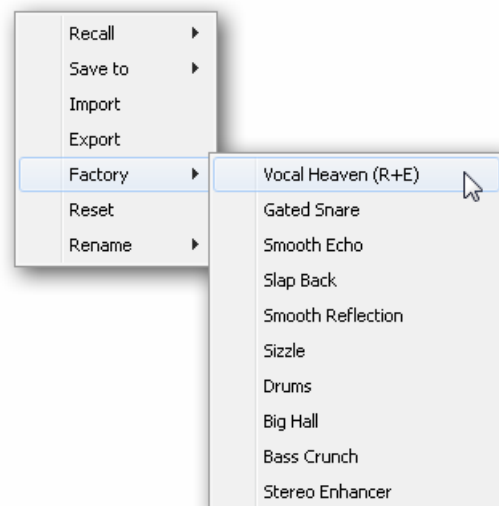 Recall
Save to
Import
Export
Factory
Reset
Rename
Vocal Heaven (R+E)
Gated Snare
Smooth Echo
Slap Back
Smooth Reflection
Sizzle
Drums
Big Hall
Bass Crunch
Stereo Enhancer